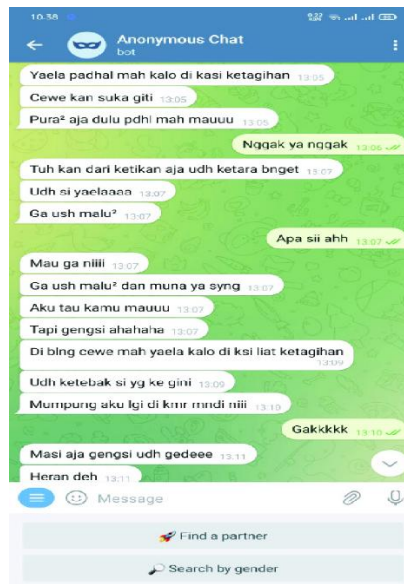 10.38
Anonymous Chat
bot
Yaela padhal mah kalo di kasi ketagihan 13:05
Cewe kan suka giti 13:05
Pura² aja dulu pdhl mah mauuu 13:05
Nggak ya nggak 13:06
Tuh kan dari ketikan aja udh ketara bnget 13:07
Udh si yaelaaaa 13:07
Ga ush malu² 13:07
Apa sii ahh 13:07
Mau ga niiii 13:07
Ga ush malu² dan muna ya syng 13:07
Aku tau kamu mauuu 13:07
Tapi gengsi ahahaha 13:07
Di blng cewe mah yaela kalo di ksi liat ketagihan
13:09
Udh ketebak si yg ke gini 13:09
Mumpung aku lgi di kmr mndi niii 13:10
Gakkkkk 13:10
Masi aja gengsi udh gedeee 13:11
Heran deh 13:11
Message
Find a partner
Search by gender